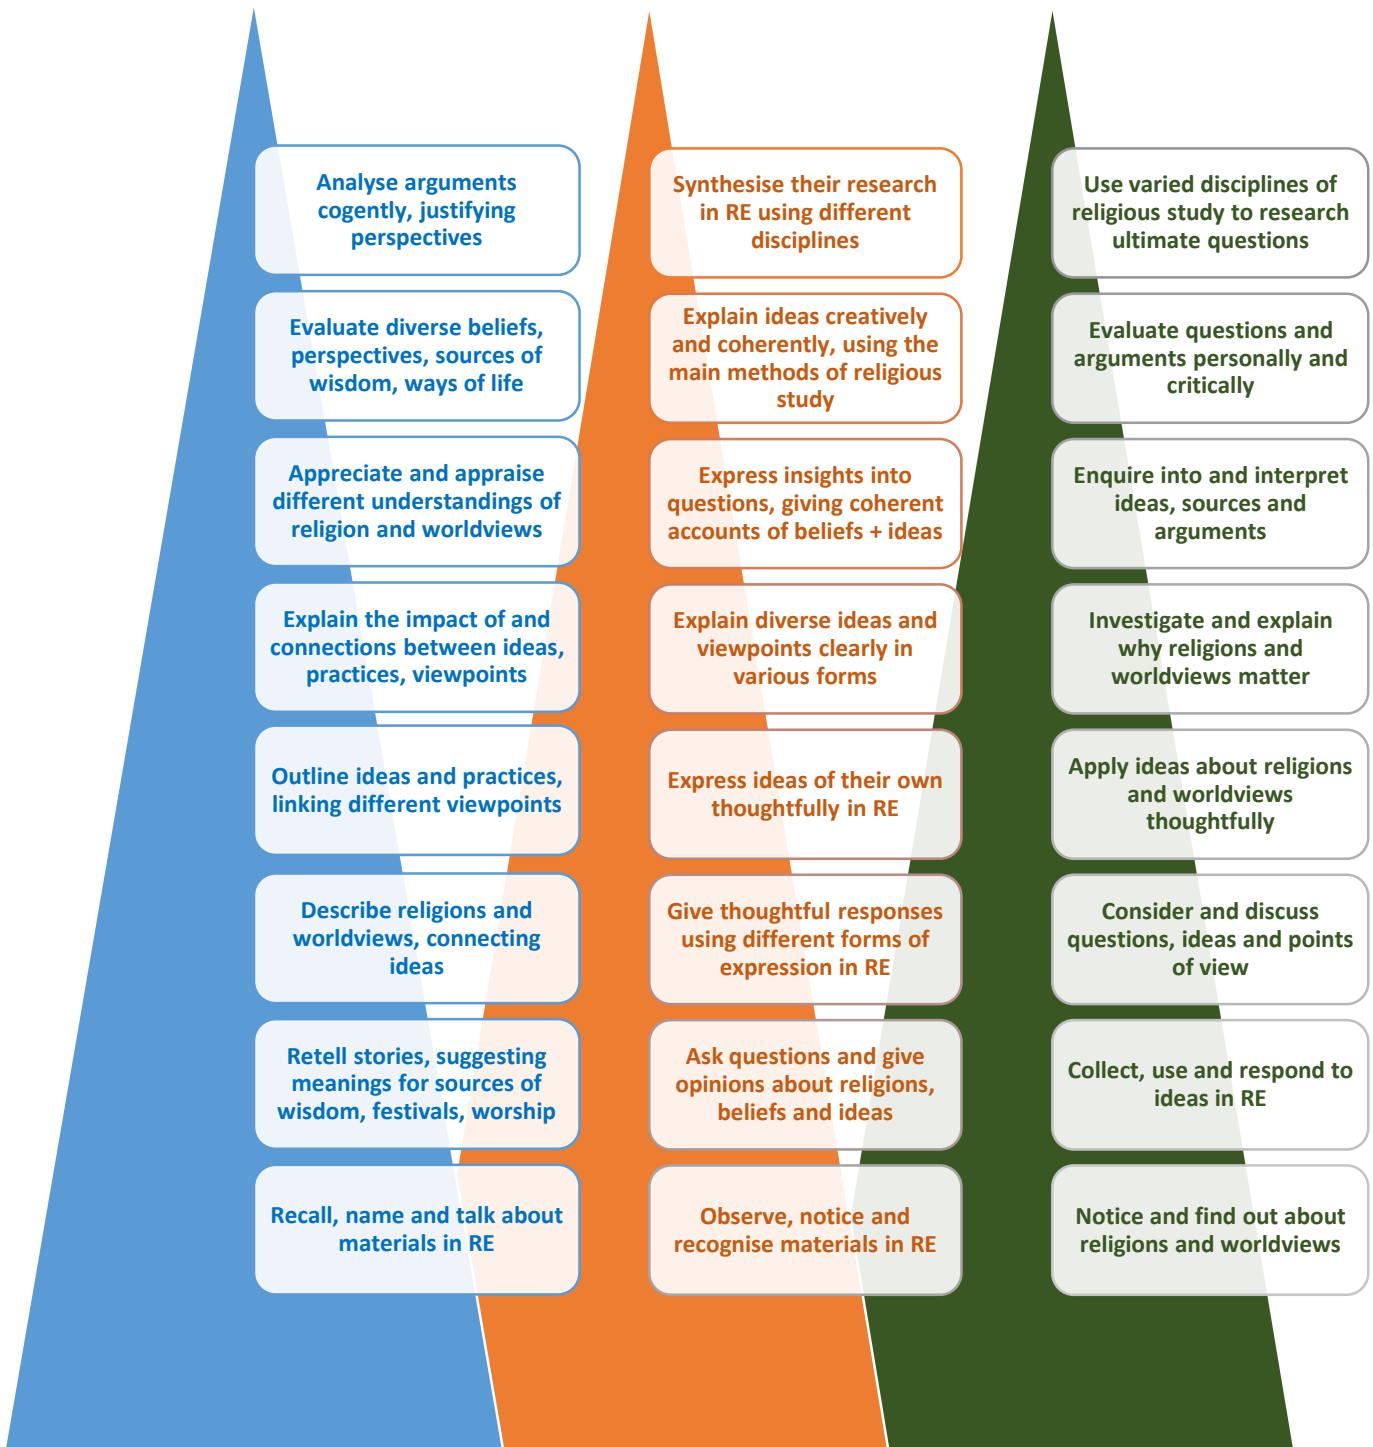 Analyse arguments
cogently, justifying
perspectives
Evaluate diverse beliefs,
perspectives, sources of
wisdom, ways of life
Appreciate and appraise
different understandings of
religion and worldviews
Explain the impact of and
connections between ideas,
practices, viewpoints
Outline ideas and practices,
linking different viewpoints
Describe religions and
worldviews, connecting
ideas
Retell stories, suggesting
meanings for sources of
wisdom, festivals, worship
Recall, name and talk about
materials in RE
Synthesise their research
in RE using different
disciplines
Explain ideas creatively
and coherently, using the
main methods of religious
study
Express insights into
questions, giving coherent
accounts of beliefs + ideas
Explain diverse ideas and
viewpoints clearly in
various forms
Express ideas of their own
thoughtfully in RE
Give thoughtful responses
using different forms of
expression in RE
Ask questions and give
opinions about religions,
beliefs and ideas
Observe, notice and
recognise materials in RE
Use varied disciplines of
religious study to research
ultimate questions
Evaluate questions and
arguments personally and
critically
Enquire into and interpret
ideas, sources and
arguments
Investigate and explain
why religions and
worldviews matter
Apply ideas about religions
and worldviews
thoughtfully
Consider and discuss
questions, ideas and points
of view
Collect, use and respond to
ideas in RE
Notice and find out about
religions and worldviews